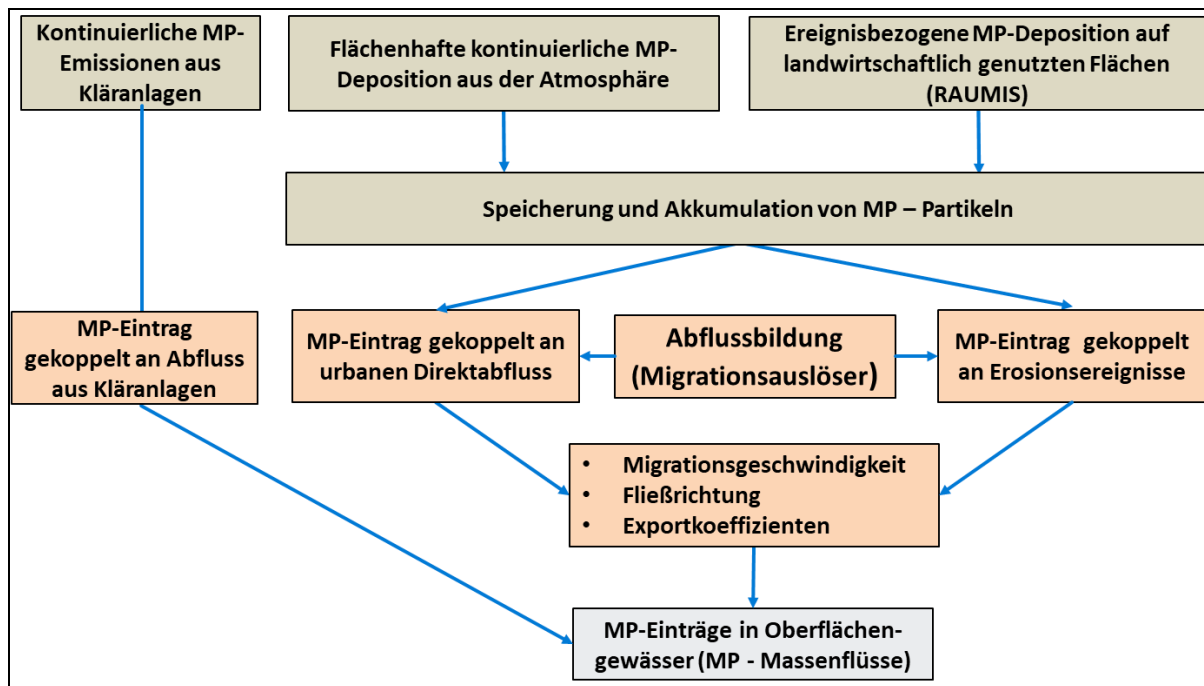 Kontinuierliche MP-
Emissionen aus
Kläranlagen
Flächenhafte kontinuierliche MP-
Deposition aus der Atmosphäre
Ereignisbezogene MP-Deposition auf
landwirtschaftlich genutzten Flächen
(RAUMIS)
Speicherung und Akkumulation von MP – Partikeln
MP-Eintrag
gekoppelt an Abfluss
aus Kläranlagen
MP-Eintrag gekoppelt an
urbanen Direktabfluss
Abflussbildung
(Migrationsauslöser)
MP-Eintrag gekoppelt
an Erosionsereignisse
• Migrationsgeschwindigkeit
• Fließrichtung
• Exportkoeffizienten
MP-Einträge in Oberflächen-
gewässer (MP - Massenflüsse)